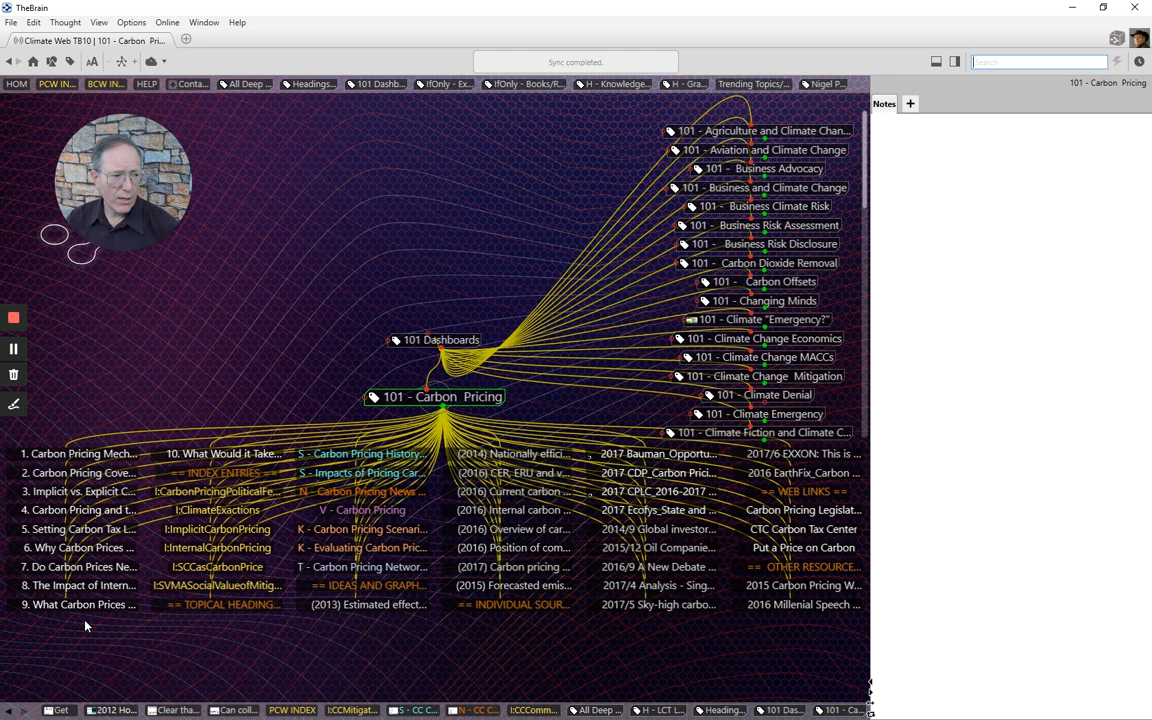 TheBrain
File Edit Thought View Options Online Window Help
Climate Web TB10 | 101 - Carbon Pri...
AA
Sync completed.
Search
HOM PCW IN... BCW IN... HELP Conta... All Deep ... Headings... 101 Dashb... IfOnly - Ex... IfOnly - Books/R... H - Knowledge... H - Gra... Trending Topics/... Nigel P...
101 - Carbon Pricing
Notes
101 - Agriculture and Climate Chan...
101 - Aviation and Climate Change
101 - Business Advocacy
101 - Business and Climate Change
101 - Business Climate Risk
101 - Business Risk Assessment
101 - Business Risk Disclosure
101 - Carbon Dioxide Removal
101 - Carbon Offsets
101 - Changing Minds
101 - Climate "Emergency?"
101 - Climate Change Economics
101 - Climate Change MACCs
101 - Climate Change Mitigation
101 - Climate Denial
101 - Climate Emergency
101 - Climate Fiction and Climate C...
101 Dashboards
101 - Carbon Pricing
1. Carbon Pricing Mech...
2. Carbon Pricing Cove...
3. Implicit vs. Explicit C...
4. Carbon Pricing and t...
5. Setting Carbon Tax L...
6. Why Carbon Prices ...
7. Do Carbon Prices Ne...
8. The Impact of Intern...
9. What Carbon Prices ...
10. What Would it Take...
== INDEX ENTRIES ==
I:CarbonPricingPoliticalFe...
I:ClimateExactions
I:ImplicitCarbonPricing
I:InternalCarbonPricing
I:SCCasCarbonPrice
I:SVMASocialValueofMitig...
== TOPICAL HEADING...
S - Carbon Pricing History...
S - Impacts of Pricing Car...
N - Carbon Pricing News ...
V - Carbon Pricing
K - Carbon Pricing Scenari...
K - Evaluating Carbon Pric...
T - Carbon Pricing Networ...
== IDEAS AND GRAPH...
(2013) Estimated effect...
(2014) Nationally effici...
(2016) CER, ERU and v...
(2016) Current carbon ...
(2016) Internal carbon ...
(2016) Overview of car...
(2016) Position of com...
(2017) Carbon pricing ...
(2015) Forecasted emis...
== INDIVIDUAL SOUR...
2017 Bauman_Opportu...
2017 CDP Carbon Prici...
2017 CPLC_2016-2017 ...
2017 Ecofys_State and ...
2014/9 Global investor...
2015/12 Oil Companie...
2016/9 A New Debate ...
2017/4 Analysis - Sing...
2017/5 Sky-high carbo...
2017/6 EXXON: This is ...
2016 EarthFix_Carbon ...
== WEB LINKS ==
Carbon Pricing Legislat...
CTC Carbon Tax Center
Put a Price on Carbon
== OTHER RESOURCE...
2015 Carbon Pricing W...
2016 Millenial Speech ...
Get 2012 Ho... Clear tha... Can coll... PCW INDEX I:CCMitigat... S - CC C... N - CC C... I:CCComm... All Deep ... H - LCT L... Heading... 101 Das... 101 - Ca...